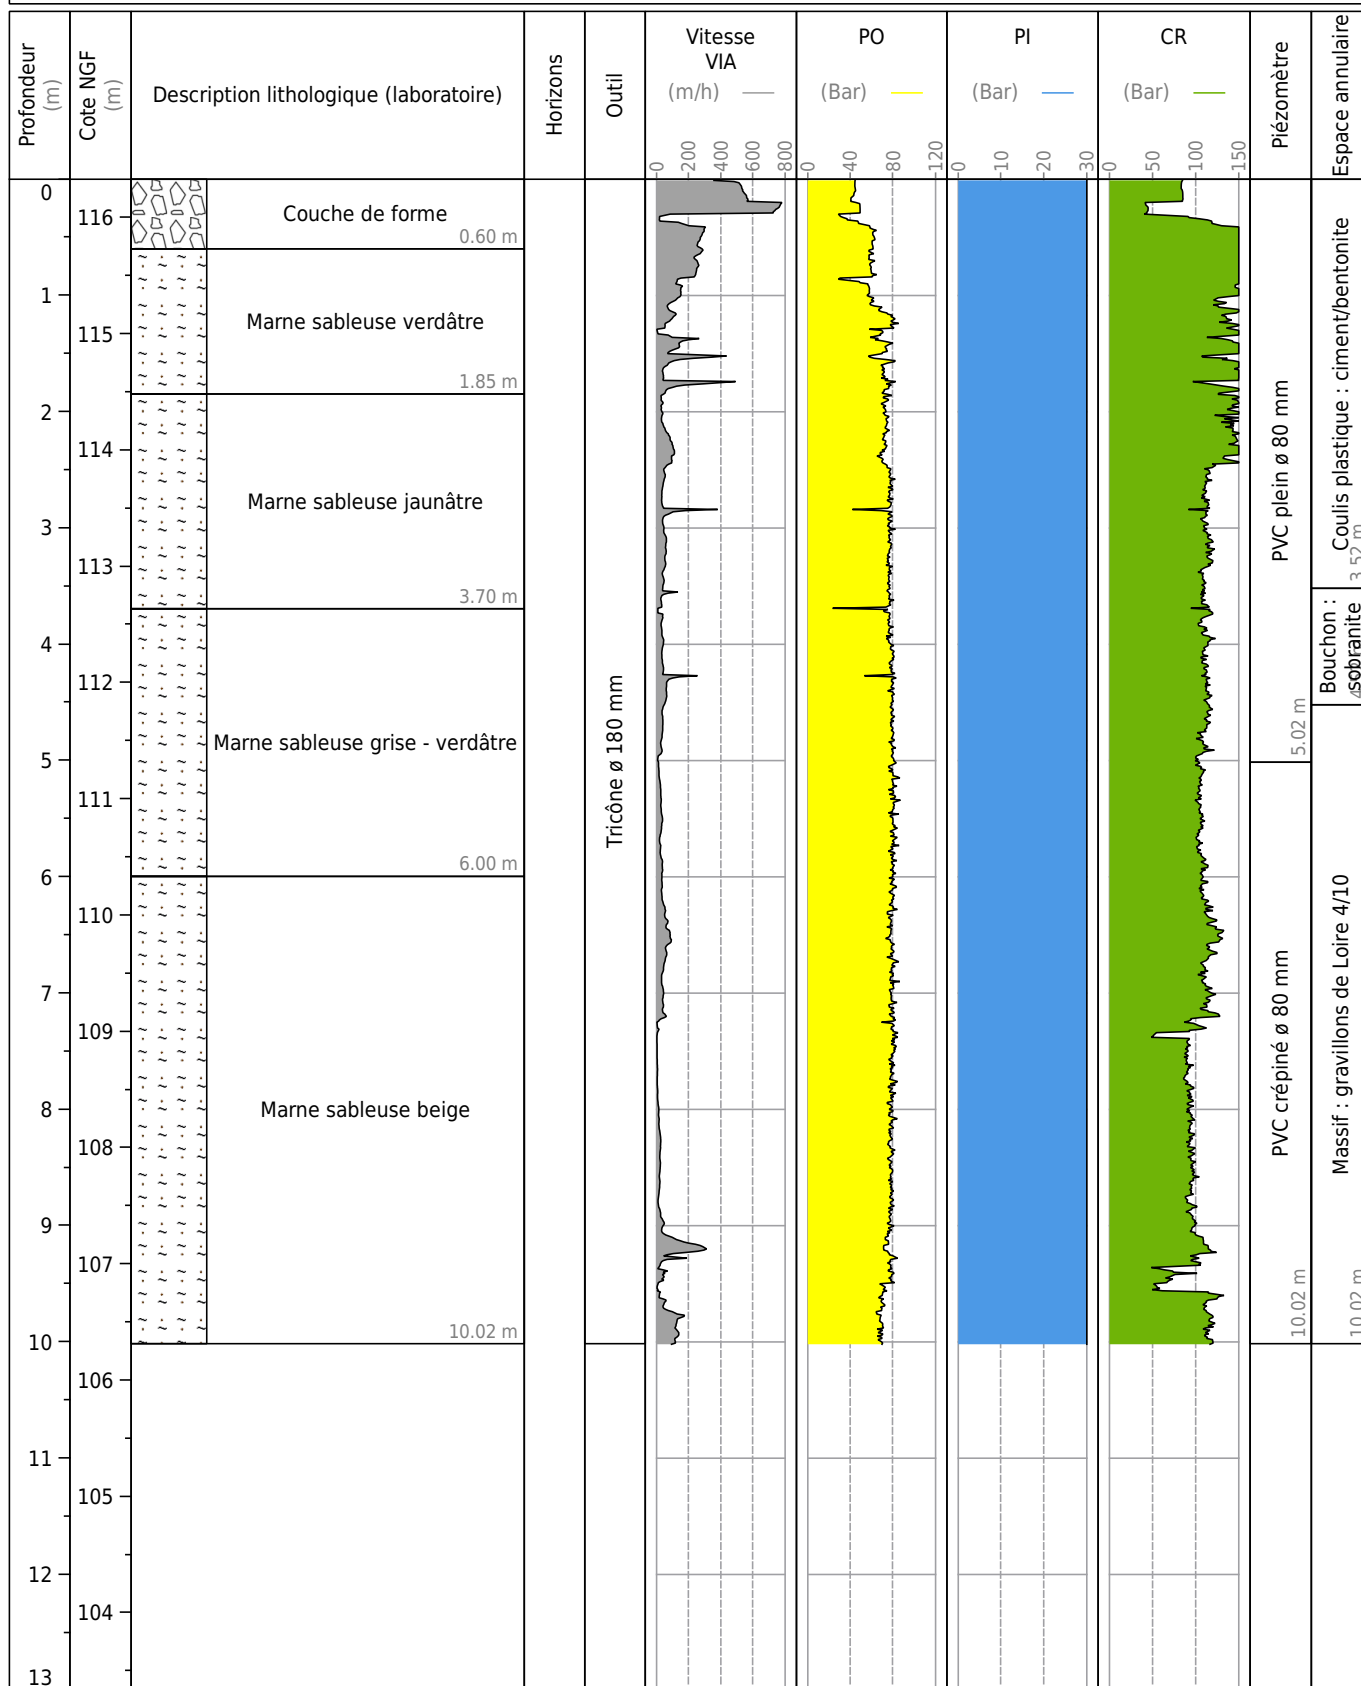 Profondeur
(m)
Cote NGF
(m)
Description lithologique (laboratoire)
Horizons
Outil
Vitesse
VIA
(m/h)
0 200 400 600 800
PO
(Bar)
0 40 80 120
PI
(Bar)
0 10 20 30
CR
(Bar)
0 50 100 150
Piézomètre
Espace annulaire
0
1
2
3
4
5
6
7
8
9
10
11
12
13
116
115
114
113
112
111
110
109
108
107
106
105
104
Couche de forme
0.60 m
Marne sableuse verdâtre
1.85 m
Marne sableuse jaunâtre
3.70 m
Marne sableuse grise - verdâtre
6.00 m
Marne sableuse beige
10.02 m
Tricône ø 180 mm
PVC plein ø 80 mm
5.02 m
PVC crépiné ø 80 mm
10.02 m
Coulis plastique : ciment/bentonite
3.52 m
Bouchon :
sobranite
Massif : gravillons de Loire 4/10
10.02 m